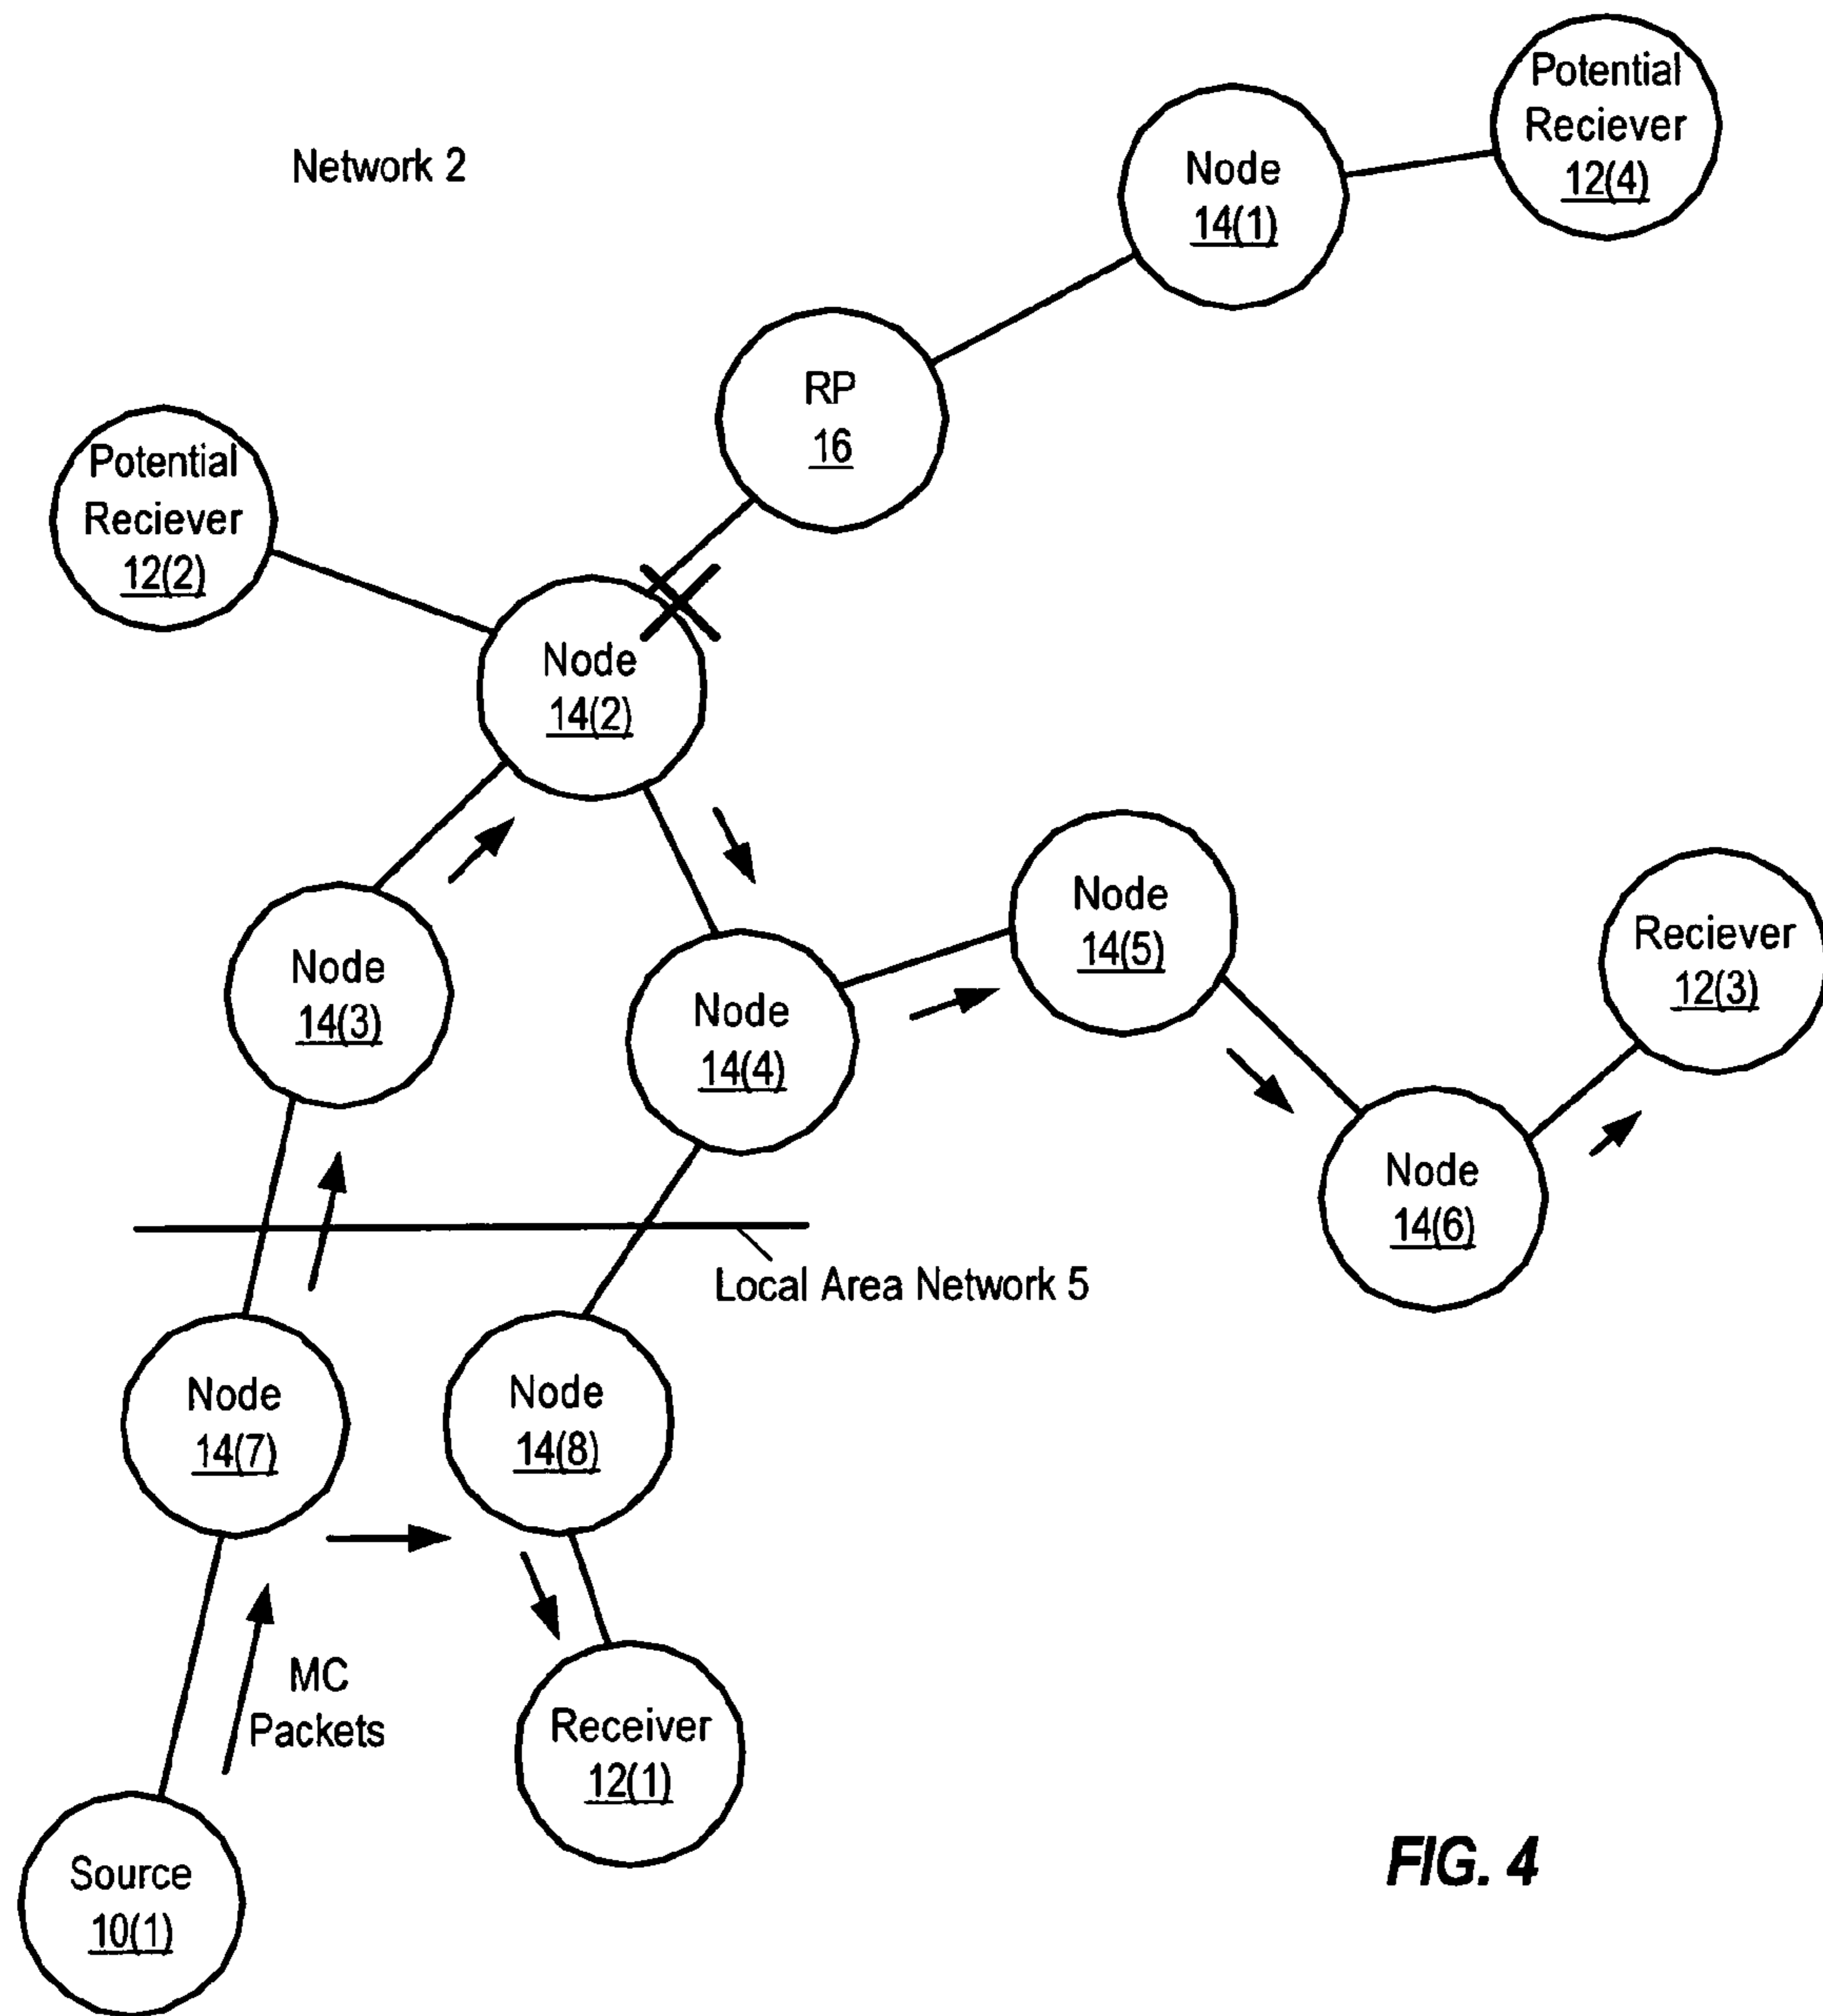 Network 2
Potential
Reciever
12(4)
Node
14(1)
RP
16
Potential
Reciever
12(2)
Node
14(2)
Node
14(5)
Reciever
12(3)
Node
14(3)
Node
14(4)
Node
14(6)
Local Area Network 5
Node
14(7)
Node
14(8)
MC
Packets
Receiver
12(1)
Source
10(1)
FIG. 4